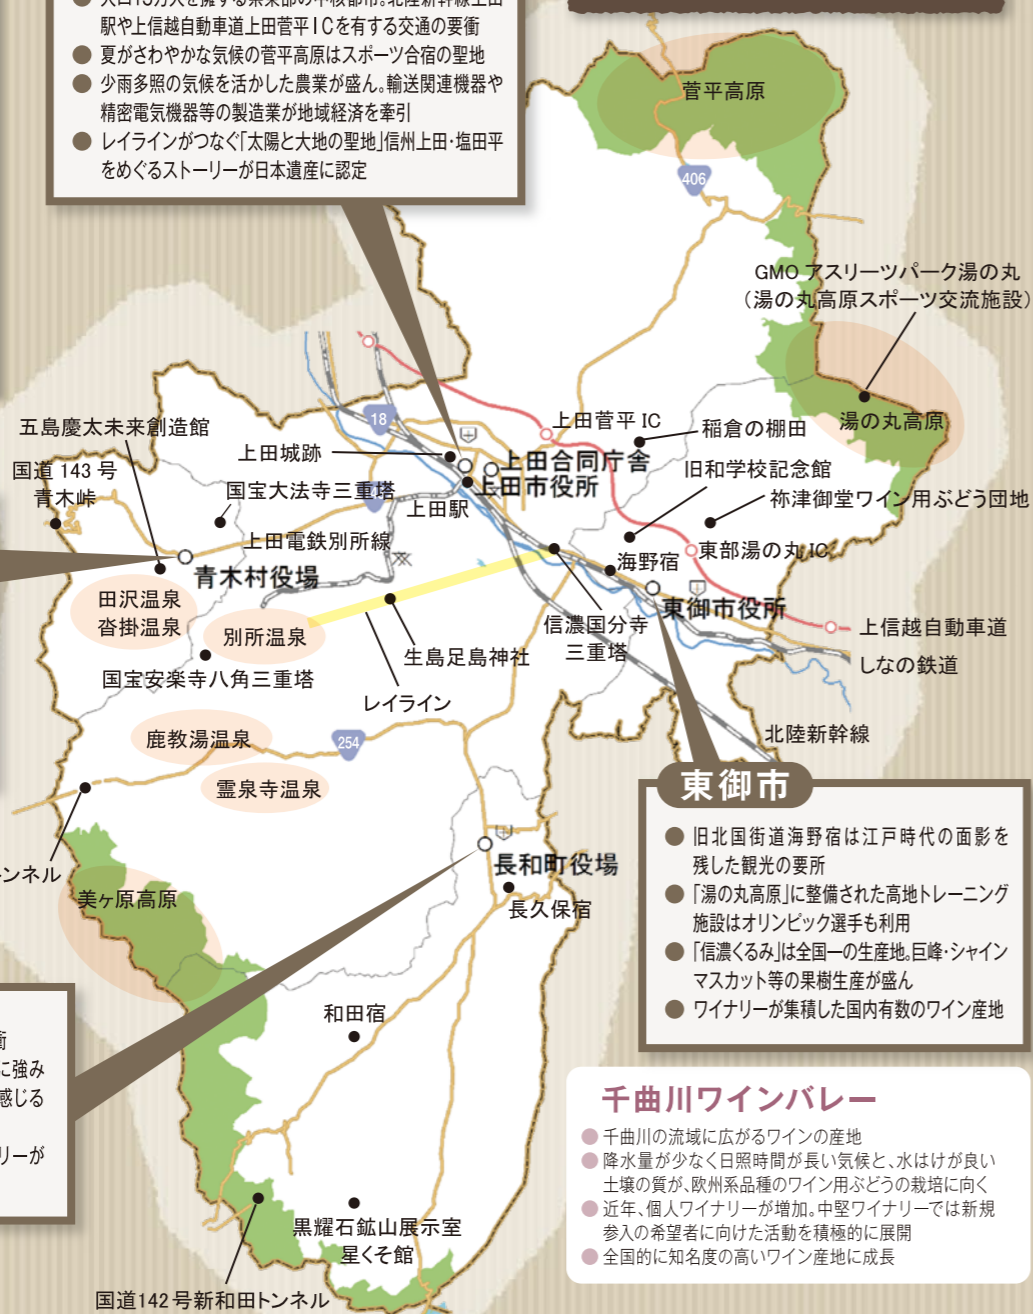 駅や上信越自動車道上田菅平ICを有する交通の要衝
● 夏がさわやかな気候の菅平高原はスポーツ合宿の聖地
● 少雨多照の気候を活かした農業が盛ん。輸送関連機器や
精密電気機器等の製造業が地域経済を牽引
● レイラインがつなぐ「太陽と大地の聖地」信州上田・塩田平
をめぐるストーリーが日本遺産に認定
菅平高原
406
GMO アスリーツパーク湯の丸
(湯の丸高原スポーツ交流施設)
湯の丸高原
五島慶太未来創造館
国道 143 号
青木峠
18
上田城跡
上田菅平 IC
稲倉の棚田
上田合同庁舎
上田市役所
旧和学校記念館
国宝大法寺三重塔
上田駅
祢津御堂ワイン用ぶどう団地
上田電鉄別所線
東部湯の丸 IC
青木村役場
海野宿
東御市役所
田沢温泉
沓掛温泉
別所温泉
信濃国分寺
三重塔
上信越自動車道
生島足島神社
しなの鉄道
国宝安楽寺八角三重塔
レイライン
北陸新幹線
鹿教湯温泉
254
霊泉寺温泉
ンネル
美ヶ原高原
長和町役場
長久保宿
和田宿
東御市
● 旧北国街道海野宿は江戸時代の面影を
残した観光の要所
● 「湯の丸高原」に整備された高地トレーニング
施設はオリンピック選手も利用
● 「信濃くるみ」は全国一の生産地。巨峰・シャイン
マスカット等の果樹生産が盛ん
● ワイナリーが集積した国内有数のワイン産地
に強み
感じる
リーが
黒耀石鉱山展示室
星くそ館
国道142号新和田トンネル
千曲川ワインバレー
● 千曲川の流域に広がるワインの産地
● 降水量が少なく日照時間が長い気候と、水はけが良い
土壌の質が、欧州系品種のワイン用ぶどうの栽培に向く
● 近年、個人ワイナリーが増加。中堅ワイナリーでは新規
参入の希望者に向けた活動を積極的に展開
● 全国的に知名度の高いワイン産地に成長